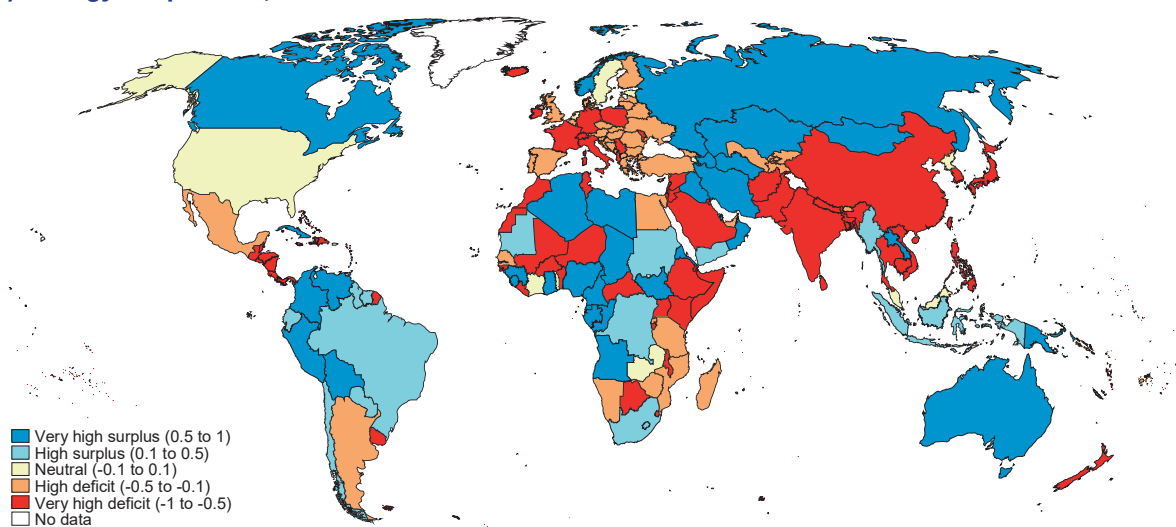 Very high surplus (0.5 to 1)
High surplus (0.1 to 0.5)
Neutral (-0.1 to 0.1)
High deficit (-0.5 to -0.1)
Very high deficit (-1 to -0.5)
No data